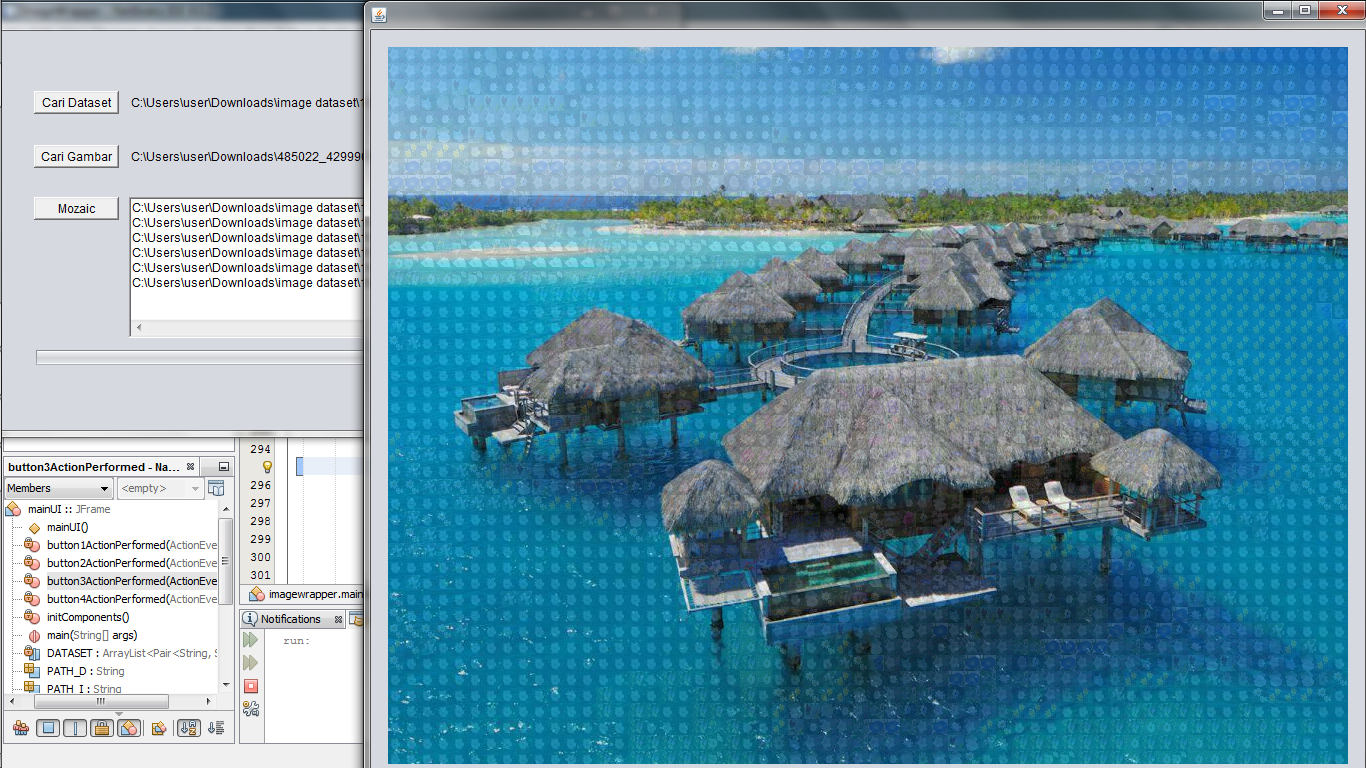 Cari Dataset C:\Users\user\Downloads\image dataset\
Cari Gambar C:\Users\user\Downloads\485022_42999
Mozaic
C:\Users\user\Downloads\image dataset\
C:\Users\user\Downloads\image dataset\
C:\Users\user\Downloads\image dataset\
C:\Users\user\Downloads\image dataset\
C:\Users\user\Downloads\image dataset\
C:\Users\user\Downloads\image dataset\
button3ActionPerformed - Na...
Members <empty>
mainUI :: JFrame
mainUI()
button1ActionPerformed(ActionEve
button2ActionPerformed(ActionEve
button3ActionPerformed(ActionEve
button4ActionPerformed(ActionEve
initComponents()
main(String[] args)
DATASET : ArrayList<Pair<String, S
PATH_D : String
PATH_I : String
294
296
297
298
299
300
301
imagewrapper.main
Notifications
run: